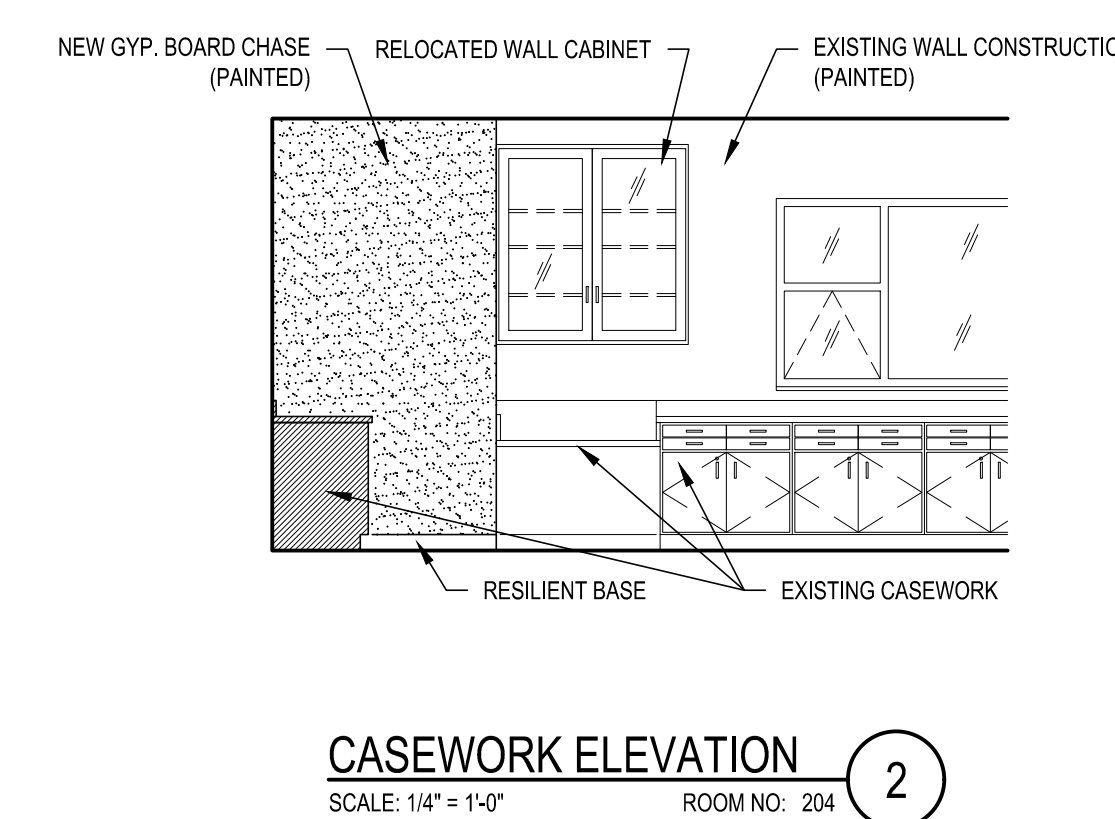 NEW GYP. BOARD CHASE
(PAINTED)
RELOCATED WALL CABINET
EXISTING WALL
(PAINTED)
RESILIENT BASE
EXISTING CASEWORK
CASEWORK ELEVATION
2
SCALE: 1/4" = 1'-0"
ROOM NO: 204